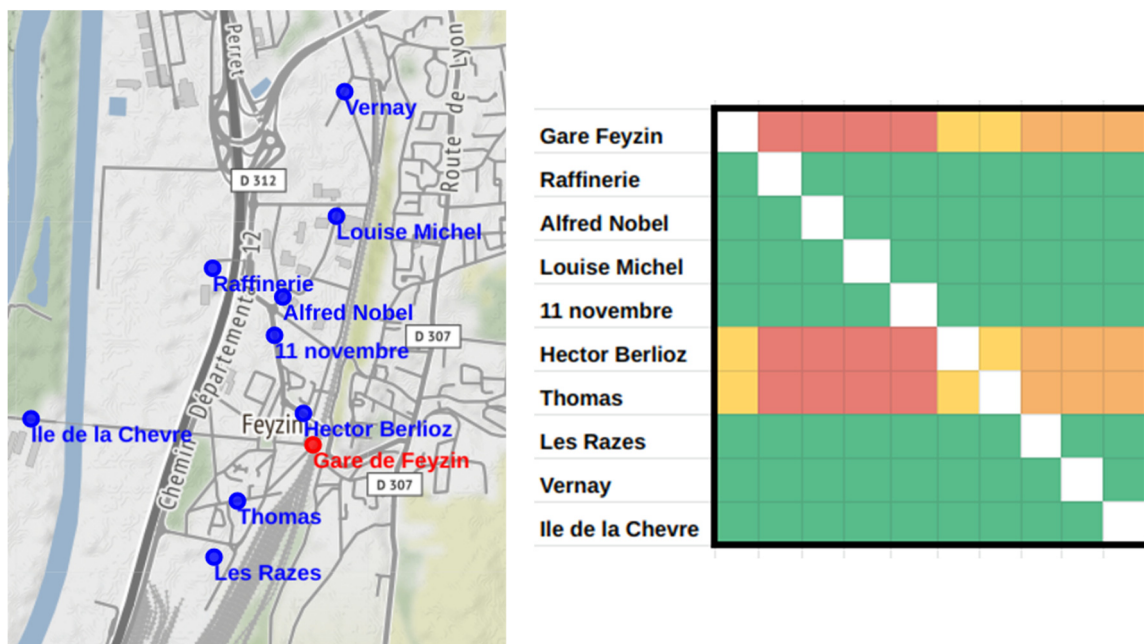 Perret
Route de Lyon
Vernay
D 312
Louise Michel
Chemin Départemental 12
Raffinerie
Alfred Nobel
D 307
11 novembre
Feyzin
Hector Berlioz
Ile de la Chevre
Gare de Feyzin
D 307
Thomas
Les Razes
Gare Feyzin
Raffinerie
Alfred Nobel
Louise Michel
11 novembre
Hector Berlioz
Thomas
Les Razes
Vernay
Ile de la Chevre